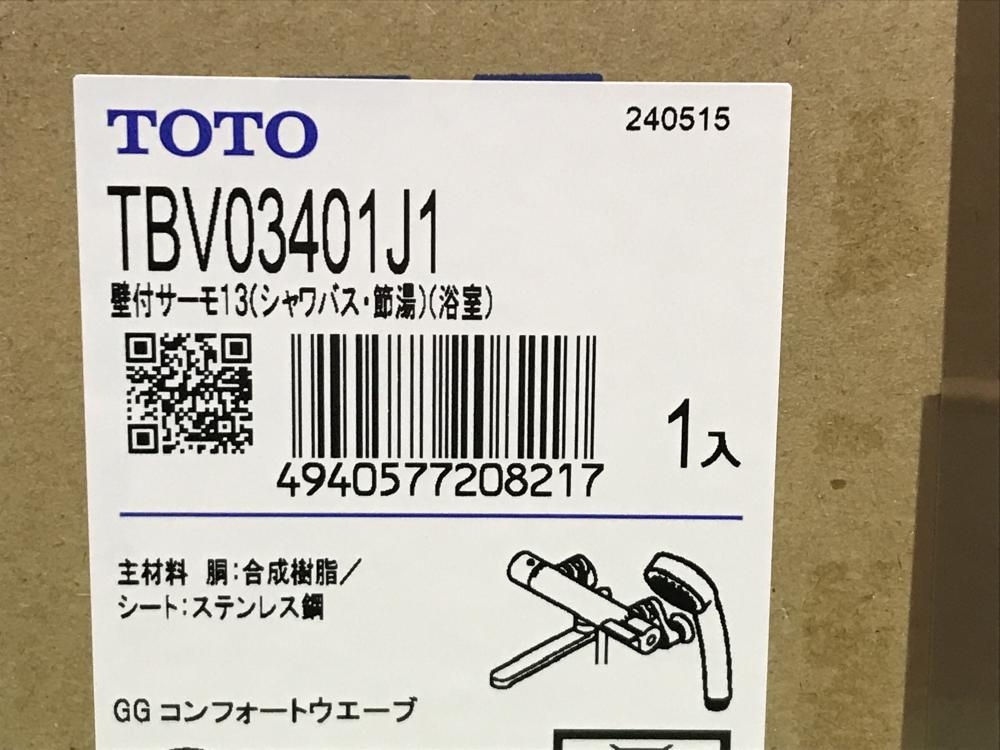 TOTO
240515
TBV03401J1
壁付サーモ13(シャワバス・節湯)(浴室)
4940577208217
1入
主材料 胴:合成樹脂/
シート:ステンレス鋼
GGコンフォートウエーブ